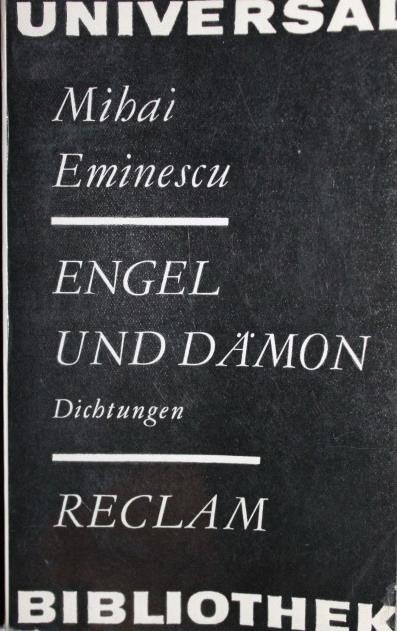 UNIVERSAL
Mihai
Eminescu
ENGEL
UND DÄMON
Dichtungen
RECLAM
BIBLIOTHEK